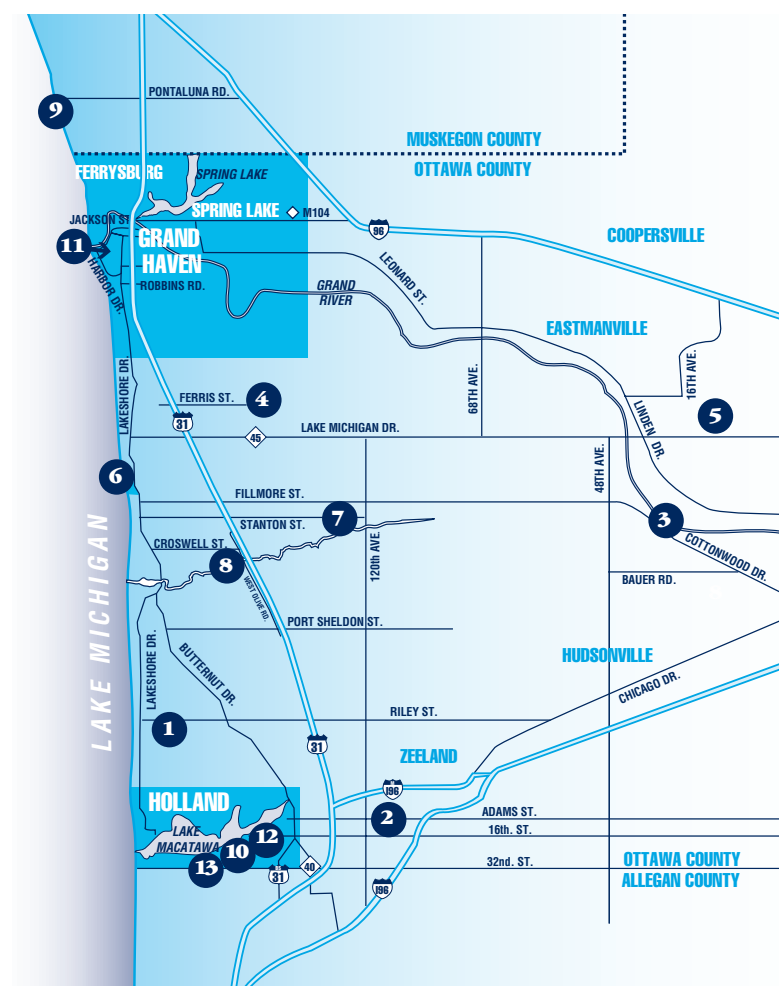 PONTALUNA RD.
9
MUSKEGON COUNTY
OTTAWA COUNTY
FERRYSBURG
SPRING LAKE
SPRING LAKE
M104
JACKSON ST
96
11
GRAND
HAVEN
COOPERSVILLE
HARBOR DR.
ROBBINS RD.
LEONARD ST.
GRAND
RIVER
EASTMANVILLE
LAKESHORE DR.
FERRIS ST.
4
31
68TH AVE.
16TH AVE.
5
LINDEN DR.
45
LAKE MICHIGAN DR.
48TH AVE.
6
FILLMORE ST.
7
STANTON ST.
3
CROSWELL ST.
8
120th AVE.
COTTONWOOD DR.
WEST OLIVE RD.
BAUER RD.
LAKE MICHIGAN
PORT SHELDON ST.
LAKESHORE DR.
BUTTERNUT DR.
HUDSONVILLE
CHICAGO DR.
1
RILEY ST.
31
ZEELAND
196
HOLLAND
2
ADAMS ST.
LAKE
MACATAWA
12
16th. ST.
10
13
31
40
32nd. ST.
196
OTTAWA COUNTY
ALLEGAN COUNTY